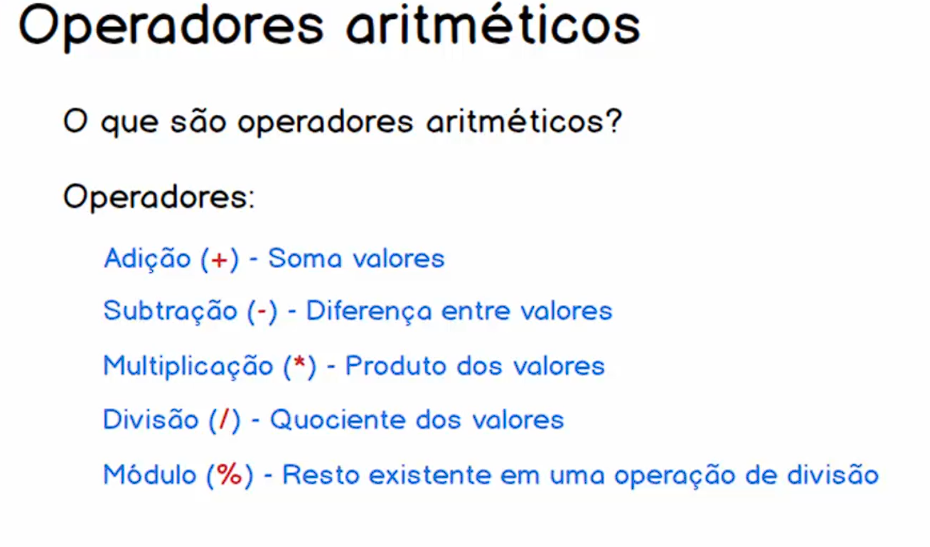 Operadores aritméticos
O que são operadores aritméticos?
Operadores:
Adição (+) - Soma valores
Subtração (-) - Diferença entre valores
Multiplicação (*) - Produto dos valores
Divisão (/) - Quociente dos valores
Módulo (%) - Resto existente em uma operação de divisão